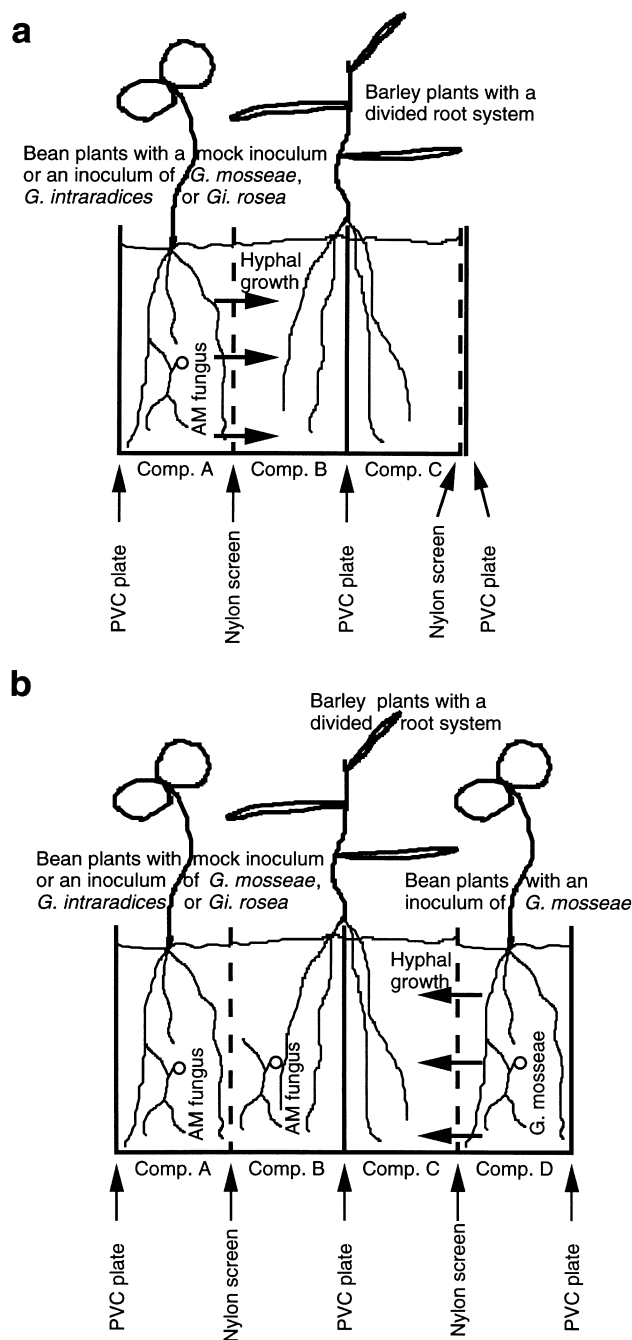 a
Barley plants with a
divided root system
Bean plants with a mock inoculum
or an inoculum of G. mosseae,
G. intraradices or Gi. rosea
Hyphal
growth
AM fungus
Comp. A
Comp. B
Comp. C
PVC plate
Nylon screen
PVC plate
Nylon screen
PVC plate
b
Barley plants with a
divided root system
Bean plants with mock inoculum
or an inoculum of G. mosseae,
G. intraradices or Gi. rosea
Bean plants with an
inoculum of G. mosseae
Hyphal
growth
AM fungus
AM fungus
G. mosseae
Comp. A
Comp. B
Comp. C
Comp. D
PVC plate
Nylon screen
PVC plate
Nylon screen
PVC plate